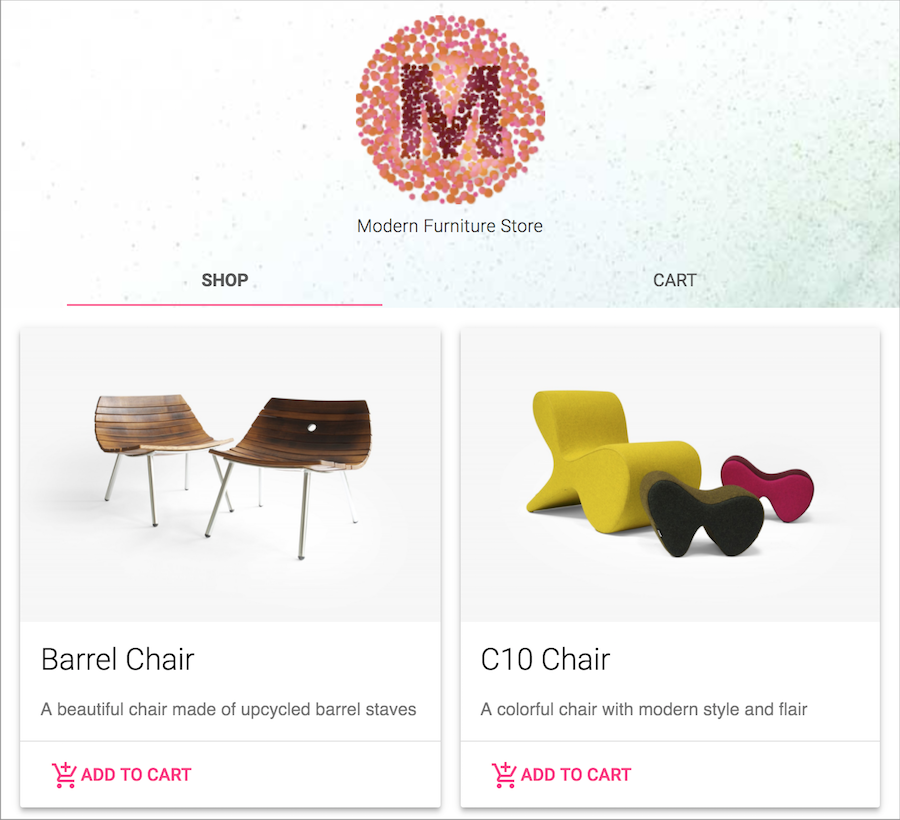 M
Modern Furniture Store
SHOP
CART
Barrel Chair
A beautiful chair made of upcycled barrel staves
ADD TO CART
C10 Chair
A colorful chair with modern style and flair
ADD TO CART